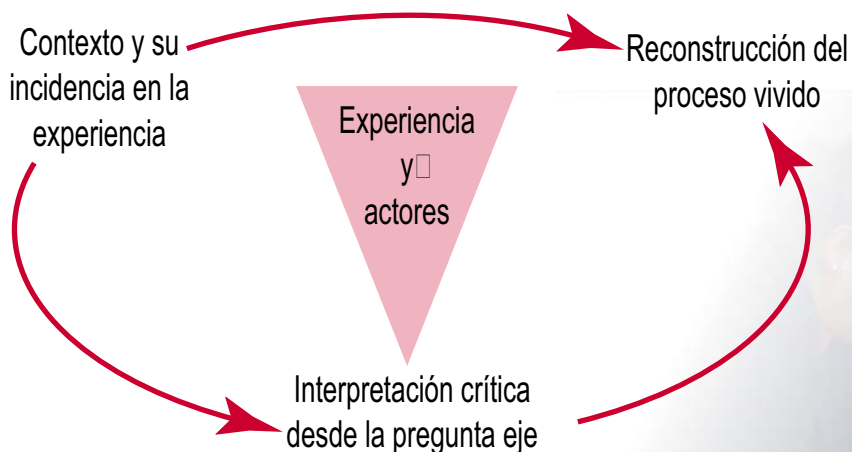 Contexto y su
incidencia en la
experiencia
Reconstrucción del
proceso vivido
Experiencia
y□
actores
Interpretación crítica
desde la pregunta eje